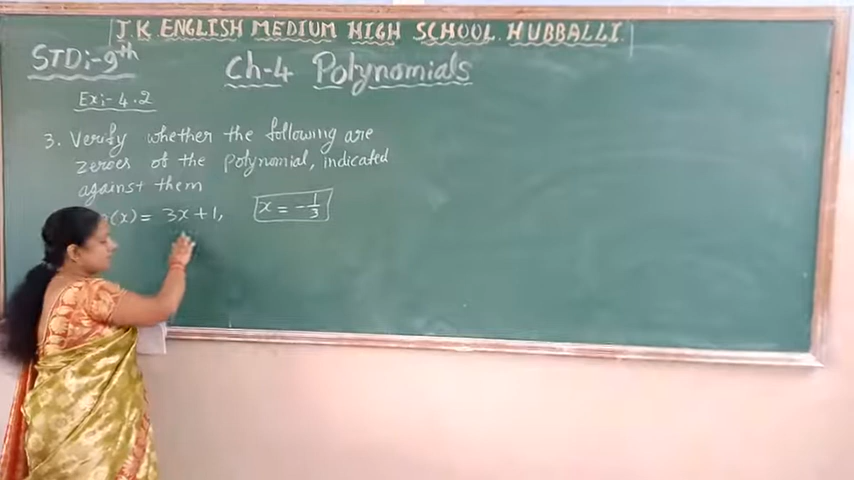 J.K ENGLISH MEDIUM HIGH SCHOOL HUBBALLI
STD:-9th
Ch-4 Polynomials
Ex:-4.2
3. Verify whether the following are
zeroes of the polynomial, indicated
against them
(x) = 3x+1, x = -1/3